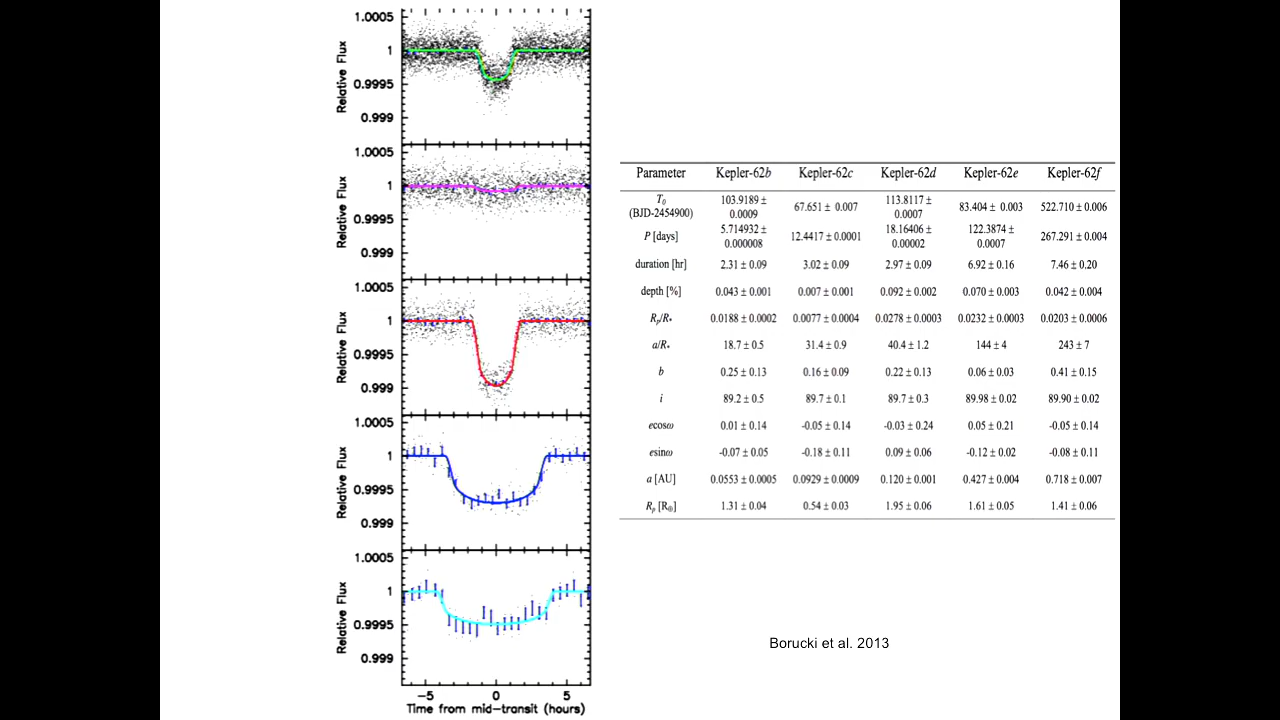 1.0005
1
0.9995
0.999
Relative Flux
1.0005
1
0.9995
0.999
Relative Flux
1.0005
1
0.9995
0.999
Relative Flux
1.0005
1
0.9995
0.999
Relative Flux
1.0005
1
0.9995
0.999
Relative Flux
−5 0 5
Time from mid−transit (hours)
Parameter Kepler-62b Kepler-62c Kepler-62d Kepler-62e Kepler-62f
T₀ (BJD-2454900) 103.9189 ± 0.0009 67.651 ± 0.007 113.8117 ± 0.0007 83.404 ± 0.003 522.710 ± 0.006
P [days] 5.714932 ± 0.000008 12.4417 ± 0.0001 18.16406 ± 0.00002 122.3874 ± 0.0007 267.291 ± 0.004
duration [hr] 2.31 ± 0.09 3.02 ± 0.09 2.97 ± 0.09 6.92 ± 0.16 7.46 ± 0.20
depth [%] 0.043 ± 0.001 0.007 ± 0.001 0.092 ± 0.002 0.070 ± 0.003 0.042 ± 0.004
Rₚ/R* 0.0188 ± 0.0002 0.0077 ± 0.0004 0.0278 ± 0.0003 0.0232 ± 0.0003 0.0203 ± 0.0006
a/R* 18.7 ± 0.5 31.4 ± 0.9 40.4 ± 1.2 144 ± 4 243 ± 7
b 0.25 ± 0.13 0.16 ± 0.09 0.22 ± 0.13 0.06 ± 0.03 0.41 ± 0.15
i 89.2 ± 0.5 89.7 ± 0.1 89.7 ± 0.3 89.98 ± 0.02 89.90 ± 0.02
ecosω 0.01 ± 0.14 -0.05 ± 0.14 -0.03 ± 0.24 0.05 ± 0.21 -0.05 ± 0.14
esinω -0.07 ± 0.05 -0.18 ± 0.11 0.09 ± 0.06 -0.12 ± 0.02 -0.08 ± 0.11
a [AU] 0.0553 ± 0.0005 0.0929 ± 0.0009 0.120 ± 0.001 0.427 ± 0.004 0.718 ± 0.007
Rₚ [R⊕] 1.31 ± 0.04 0.54 ± 0.03 1.95 ± 0.06 1.61 ± 0.05 1.41 ± 0.06
Borucki et al. 2013